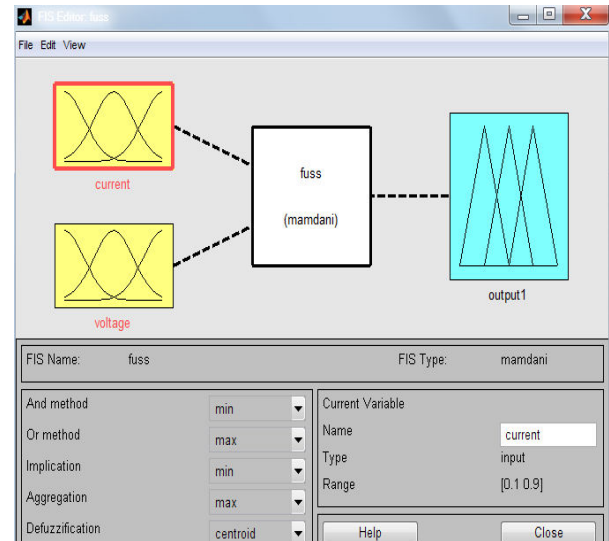 FIS Editor: fuss
File Edit View
current
fuss
(mamdani)
voltage
output1
FIS Name: fuss FIS Type: mamdani
And method min
Or method max
Implication min
Aggregation max
Defuzzification centroid
Current Variable
Name current
Type input
Range [0.1 0.9]
Help Close